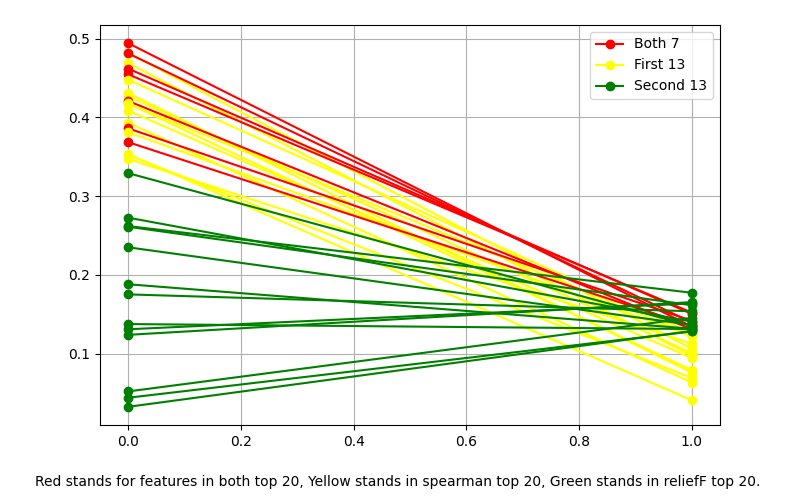 0.5
0.4
0.3
0.2
0.1
0.0 0.2 0.4 0.6 0.8 1.0
Both 7
First 13
Second 13
Red stands for features in both top 20, Yellow stands in spearman top 20, Green stands in reliefF top 20.